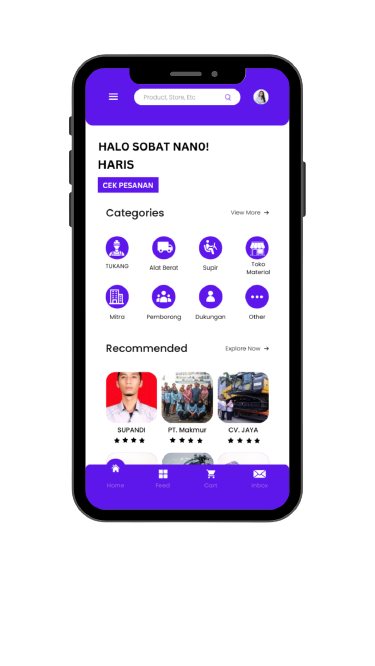 Product, Store, Etc
HALO SOBAT NANO!
HARIS
CEK PESANAN
Categories
View More →
TUKANG
Alat Berat
Supir
Toko
Material
Mitra
Pemborong
Dukungan
Other
Recommended
Explore Now →
SUPANDI
PT. Makmur
CV. JAYA
Home
Feed
Cart
Inbox